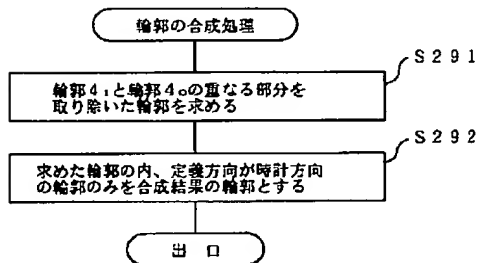 輪郭の合成処理
S291
輪郭4₁と輪郭4₀の重なる部分を
取り除いた輪郭を求める
S292
求めた輪郭の内、定義方向が時計方向
の輪郭のみを合成結果の輪郭とする
出 口